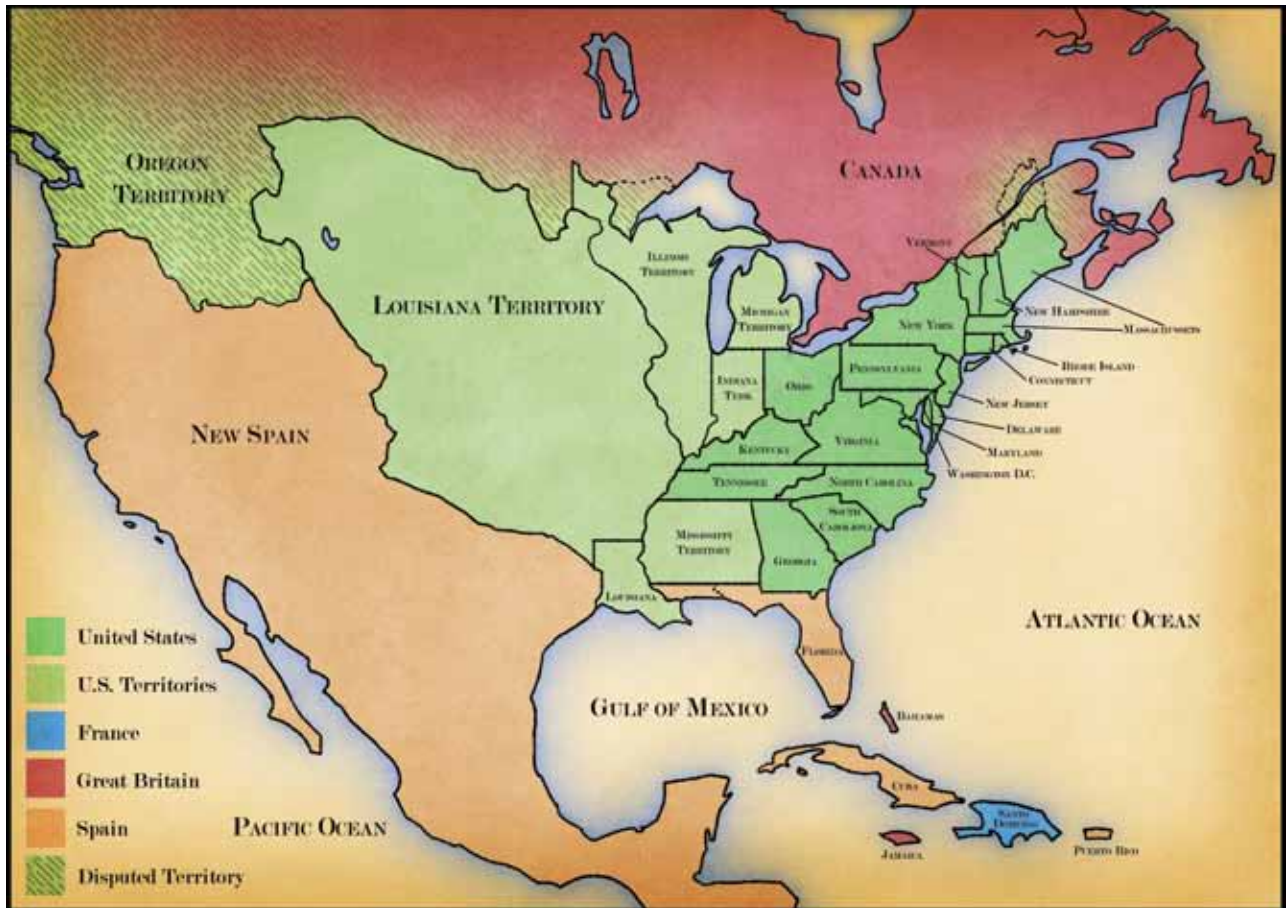 OREGON
TERRITORY
CANADA
VERMONT
ILLINOIS
TERRITORY
LOUISIANA TERRITORY
MICHIGAN
TERRITORY
NEW YORK
NEW HAMPSHIRE
MASSACHUSSETS
RHODE ISLAND
CONNETICUT
PENNSYLVANIA
INDIANA
TERR.
OHIO
NEW JERSEY
NEW SPAIN
DELAWARE
KENTUCKY
VIRGINIA
MARYLAND
WASHINGTON D.C.
TENNESSEE
NORTH CAROLINA
SOUTH
CAROLINA
MISSISSIPPI
TERRITORY
GEORGIA
LOUISIANA
ATLANTIC OCEAN
FLORIDA
GULF OF MEXICO
BAHAMAS
CUBA
SANTO
DOMINGO
JAMAICA
PUERTO RICO
PACIFIC OCEAN
United States
U.S. Territories
France
Great Britain
Spain
Disputed Territory